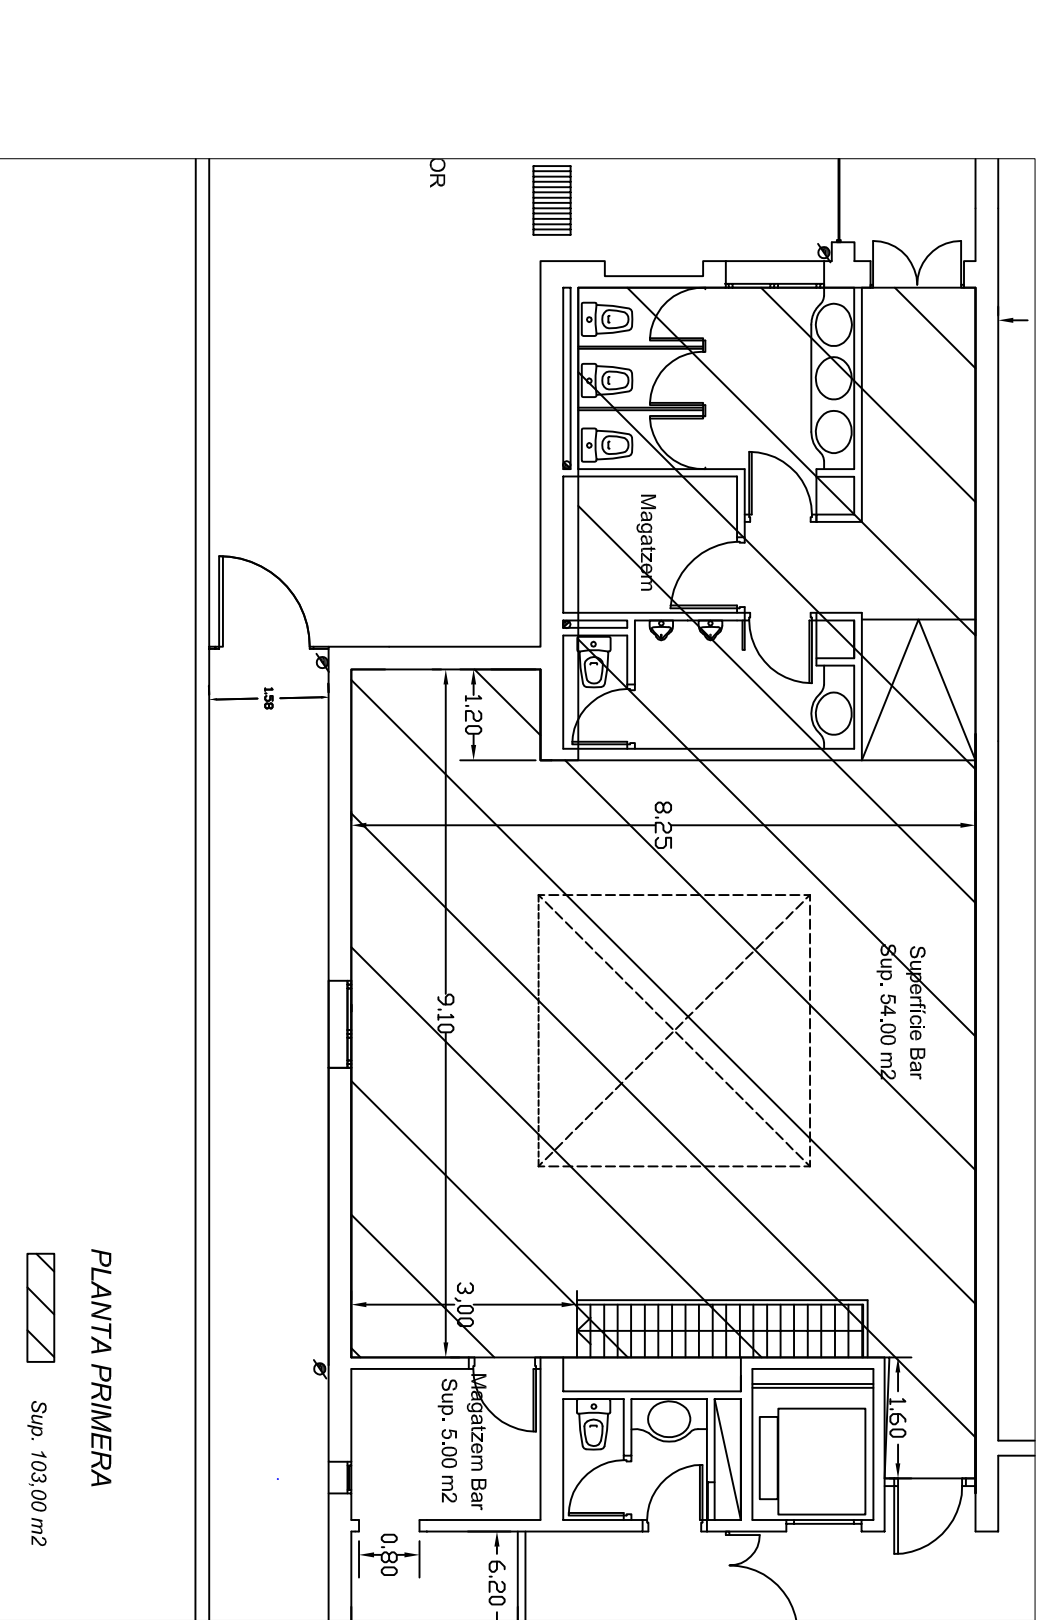 OR
Magatzem
1.58
1.20
8.25
9.10
Superfície Bar
Sup. 54.00 m2
3,00
1.60
Magatzem Bar
Sup. 5.00 m2
0.80
6.20
PLANTA PRIMERA
Sup. 103,00 m2